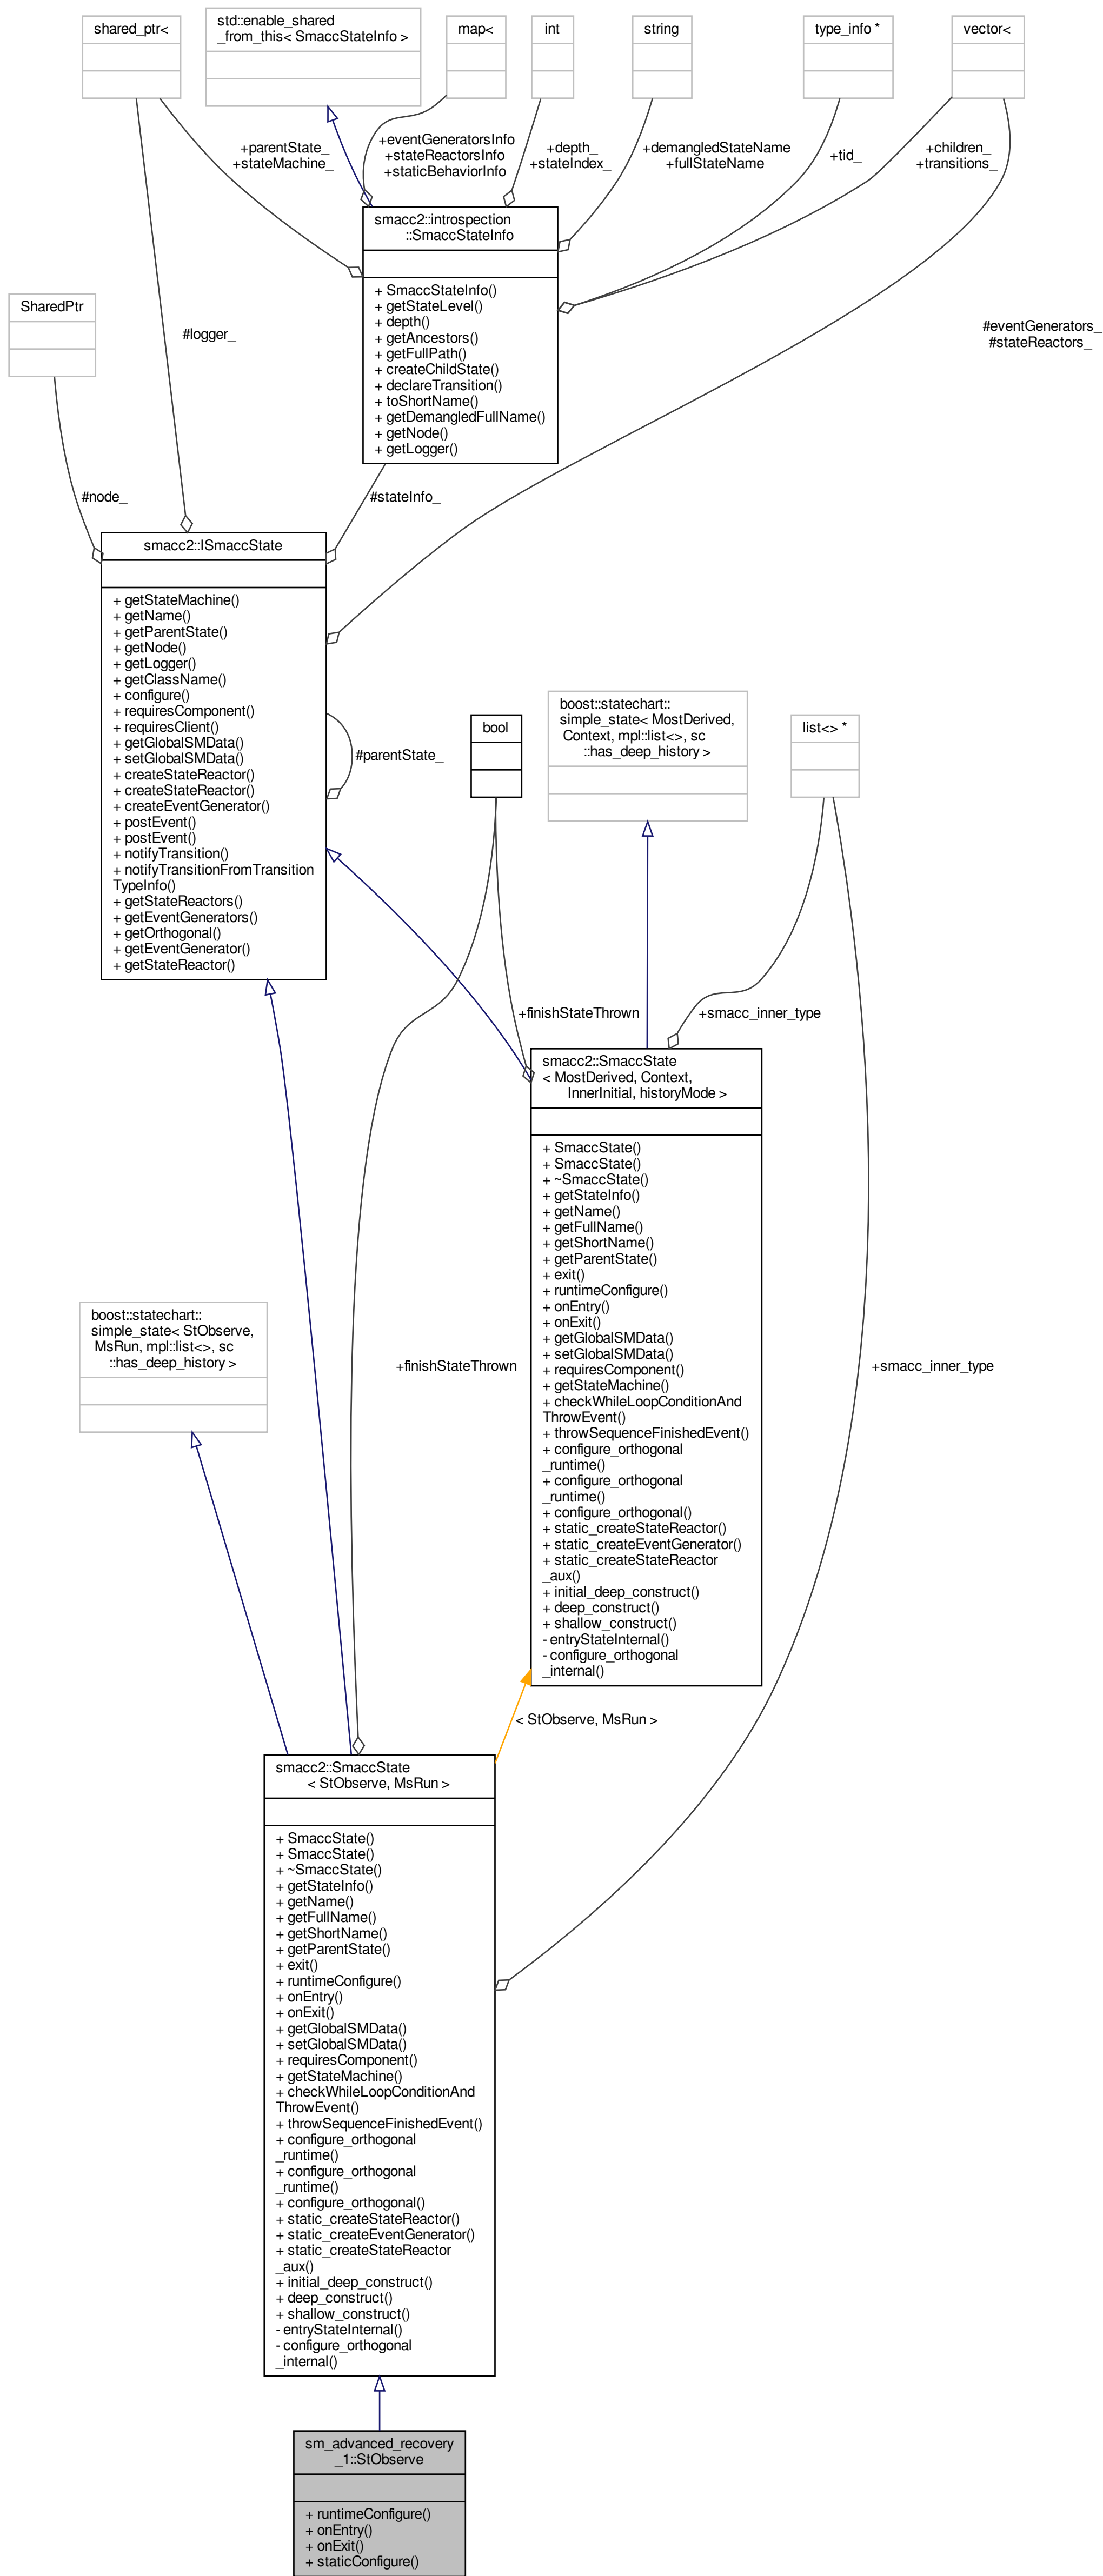 shared_ptr<
std::enable_shared
_from_this< SmaccStateInfo >
map<
int
string
type_info *
vector<
+parentState_
+stateMachine_
+eventGeneratorsInfo
+stateReactorsInfo
+staticBehaviorInfo
+depth_
+stateIndex_
+demangledStateName
+fullStateName
+tid_
+children_
+transitions_
smacc2::introspection
::SmaccStateInfo
+ SmaccStateInfo()
+ getStateLevel()
+ depth()
+ getAncestors()
+ getFullPath()
+ createChildState()
+ declareTransition()
+ toShortName()
+ getDemangledFullName()
+ getNode()
+ getLogger()
SharedPtr
#logger_
#eventGenerators_
#stateReactors_
#node_
#stateInfo_
smacc2::ISmaccState
+ getStateMachine()
+ getName()
+ getParentState()
+ getNode()
+ getLogger()
+ getClassName()
+ configure()
+ requiresComponent()
+ requiresClient()
+ getGlobalSMData()
+ setGlobalSMData()
+ createStateReactor()
+ createStateReactor()
+ createEventGenerator()
+ postEvent()
+ postEvent()
+ notifyTransition()
+ notifyTransitionFromTransition
TypeInfo()
+ getStateReactors()
+ getEventGenerators()
+ getOrthogonal()
+ getEventGenerator()
+ getStateReactor()
#parentState_
bool
boost::statechart::
simple_state< MostDerived,
Context, mpl::list<>, sc
::has_deep_history >
list<> *
+finishStateThrown
+smacc_inner_type
smacc2::SmaccState
< MostDerived, Context,
InnerInitial, historyMode >
+ SmaccState()
+ SmaccState()
+ ~SmaccState()
+ getStateInfo()
+ getName()
+ getFullName()
+ getShortName()
+ getParentState()
+ exit()
+ runtimeConfigure()
+ onEntry()
+ onExit()
+ getGlobalSMData()
+ setGlobalSMData()
+ requiresComponent()
+ getStateMachine()
+ checkWhileLoopConditionAnd
ThrowEvent()
+ throwSequenceFinishedEvent()
+ configure_orthogonal
_runtime()
+ configure_orthogonal
_runtime()
+ configure_orthogonal()
+ static_createStateReactor()
+ static_createEventGenerator()
+ static_createStateReactor
_aux()
+ initial_deep_construct()
+ deep_construct()
+ shallow_construct()
- entryStateInternal()
- configure_orthogonal
_internal()
boost::statechart::
simple_state< StObserve,
MsRun, mpl::list<>, sc
::has_deep_history >
+finishStateThrown
+smacc_inner_type
< StObserve, MsRun >
smacc2::SmaccState
< StObserve, MsRun >
+ SmaccState()
+ SmaccState()
+ ~SmaccState()
+ getStateInfo()
+ getName()
+ getFullName()
+ getShortName()
+ getParentState()
+ exit()
+ runtimeConfigure()
+ onEntry()
+ onExit()
+ getGlobalSMData()
+ setGlobalSMData()
+ requiresComponent()
+ getStateMachine()
+ checkWhileLoopConditionAnd
ThrowEvent()
+ throwSequenceFinishedEvent()
+ configure_orthogonal
_runtime()
+ configure_orthogonal
_runtime()
+ configure_orthogonal()
+ static_createStateReactor()
+ static_createEventGenerator()
+ static_createStateReactor
_aux()
+ initial_deep_construct()
+ deep_construct()
+ shallow_construct()
- entryStateInternal()
- configure_orthogonal
_internal()
sm_advanced_recovery
_1::StObserve
+ runtimeConfigure()
+ onEntry()
+ onExit()
+ staticConfigure()